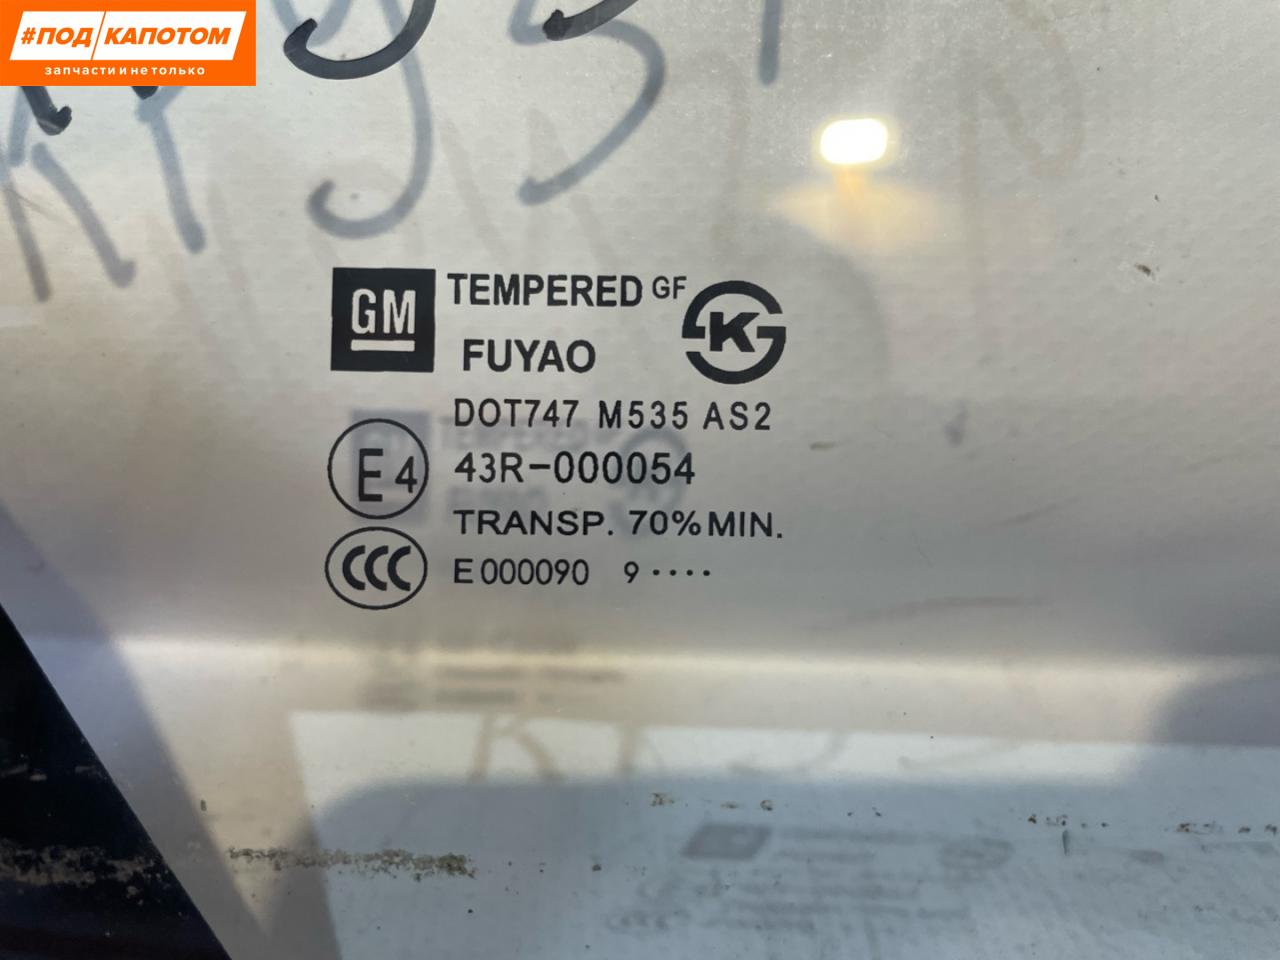 #ПОД КАПОТОМ
запчасти и не только
GM
TEMPERED GF
FUYAO
K
DOT747 M535 AS2
E4
43R-000054
TRANSP. 70% MIN.
CCC
E000090 9 ····